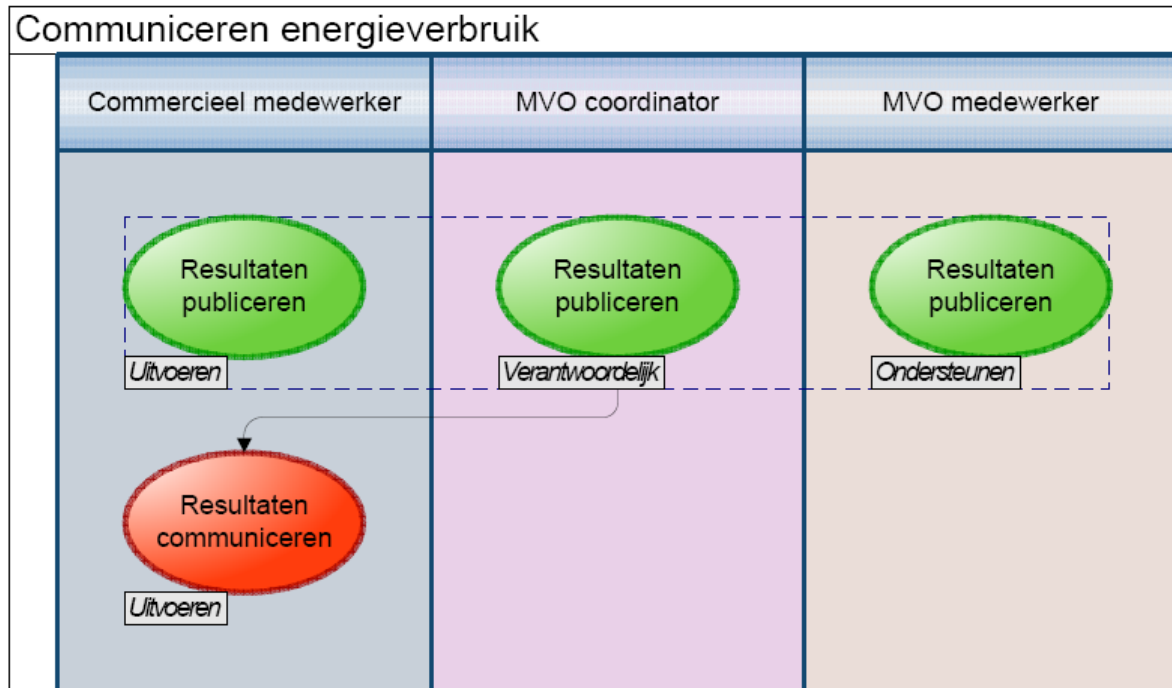 Communiceren energieverbruik
Commercieel medewerker
MVO coordinator
MVO medewerker
Resultaten
publiceren
Uitvoeren
Resultaten
publiceren
Verantwoordelijk
Resultaten
publiceren
Ondersteunen
Resultaten
communiceren
Uitvoeren